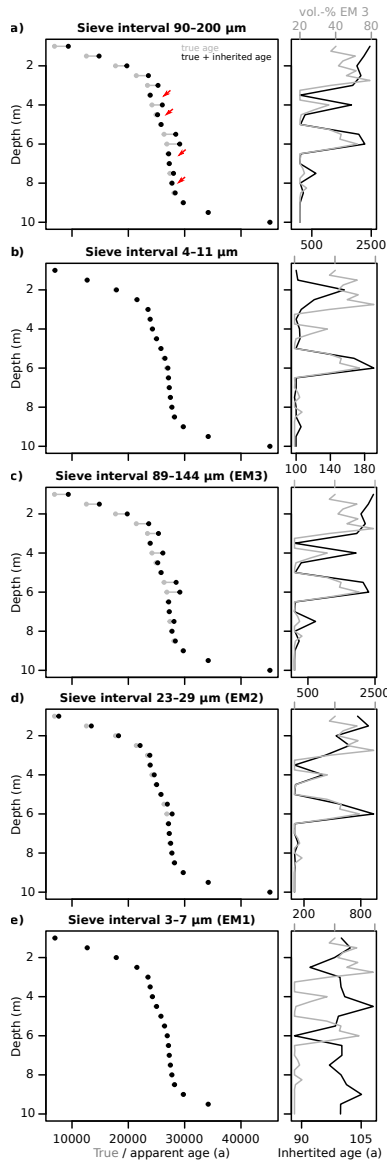 vol.-% EM 3
a) Sieve interval 90–200 µm
20 40 60 80
true age
true + inherited age
Depth (m)
2
4
6
8
10
500 2500
b) Sieve interval 4–11 µm
Depth (m)
2
4
6
8
10
100 140 180
c) Sieve interval 89–144 µm (EM3)
Depth (m)
2
4
6
8
10
500 2500
d) Sieve interval 23–29 µm (EM2)
Depth (m)
2
4
6
8
10
200 800
e) Sieve interval 3–7 µm (EM1)
Depth (m)
2
4
6
8
10
10000 20000 30000 40000 90 105
True / apparent age (a) Inhertited age (a)